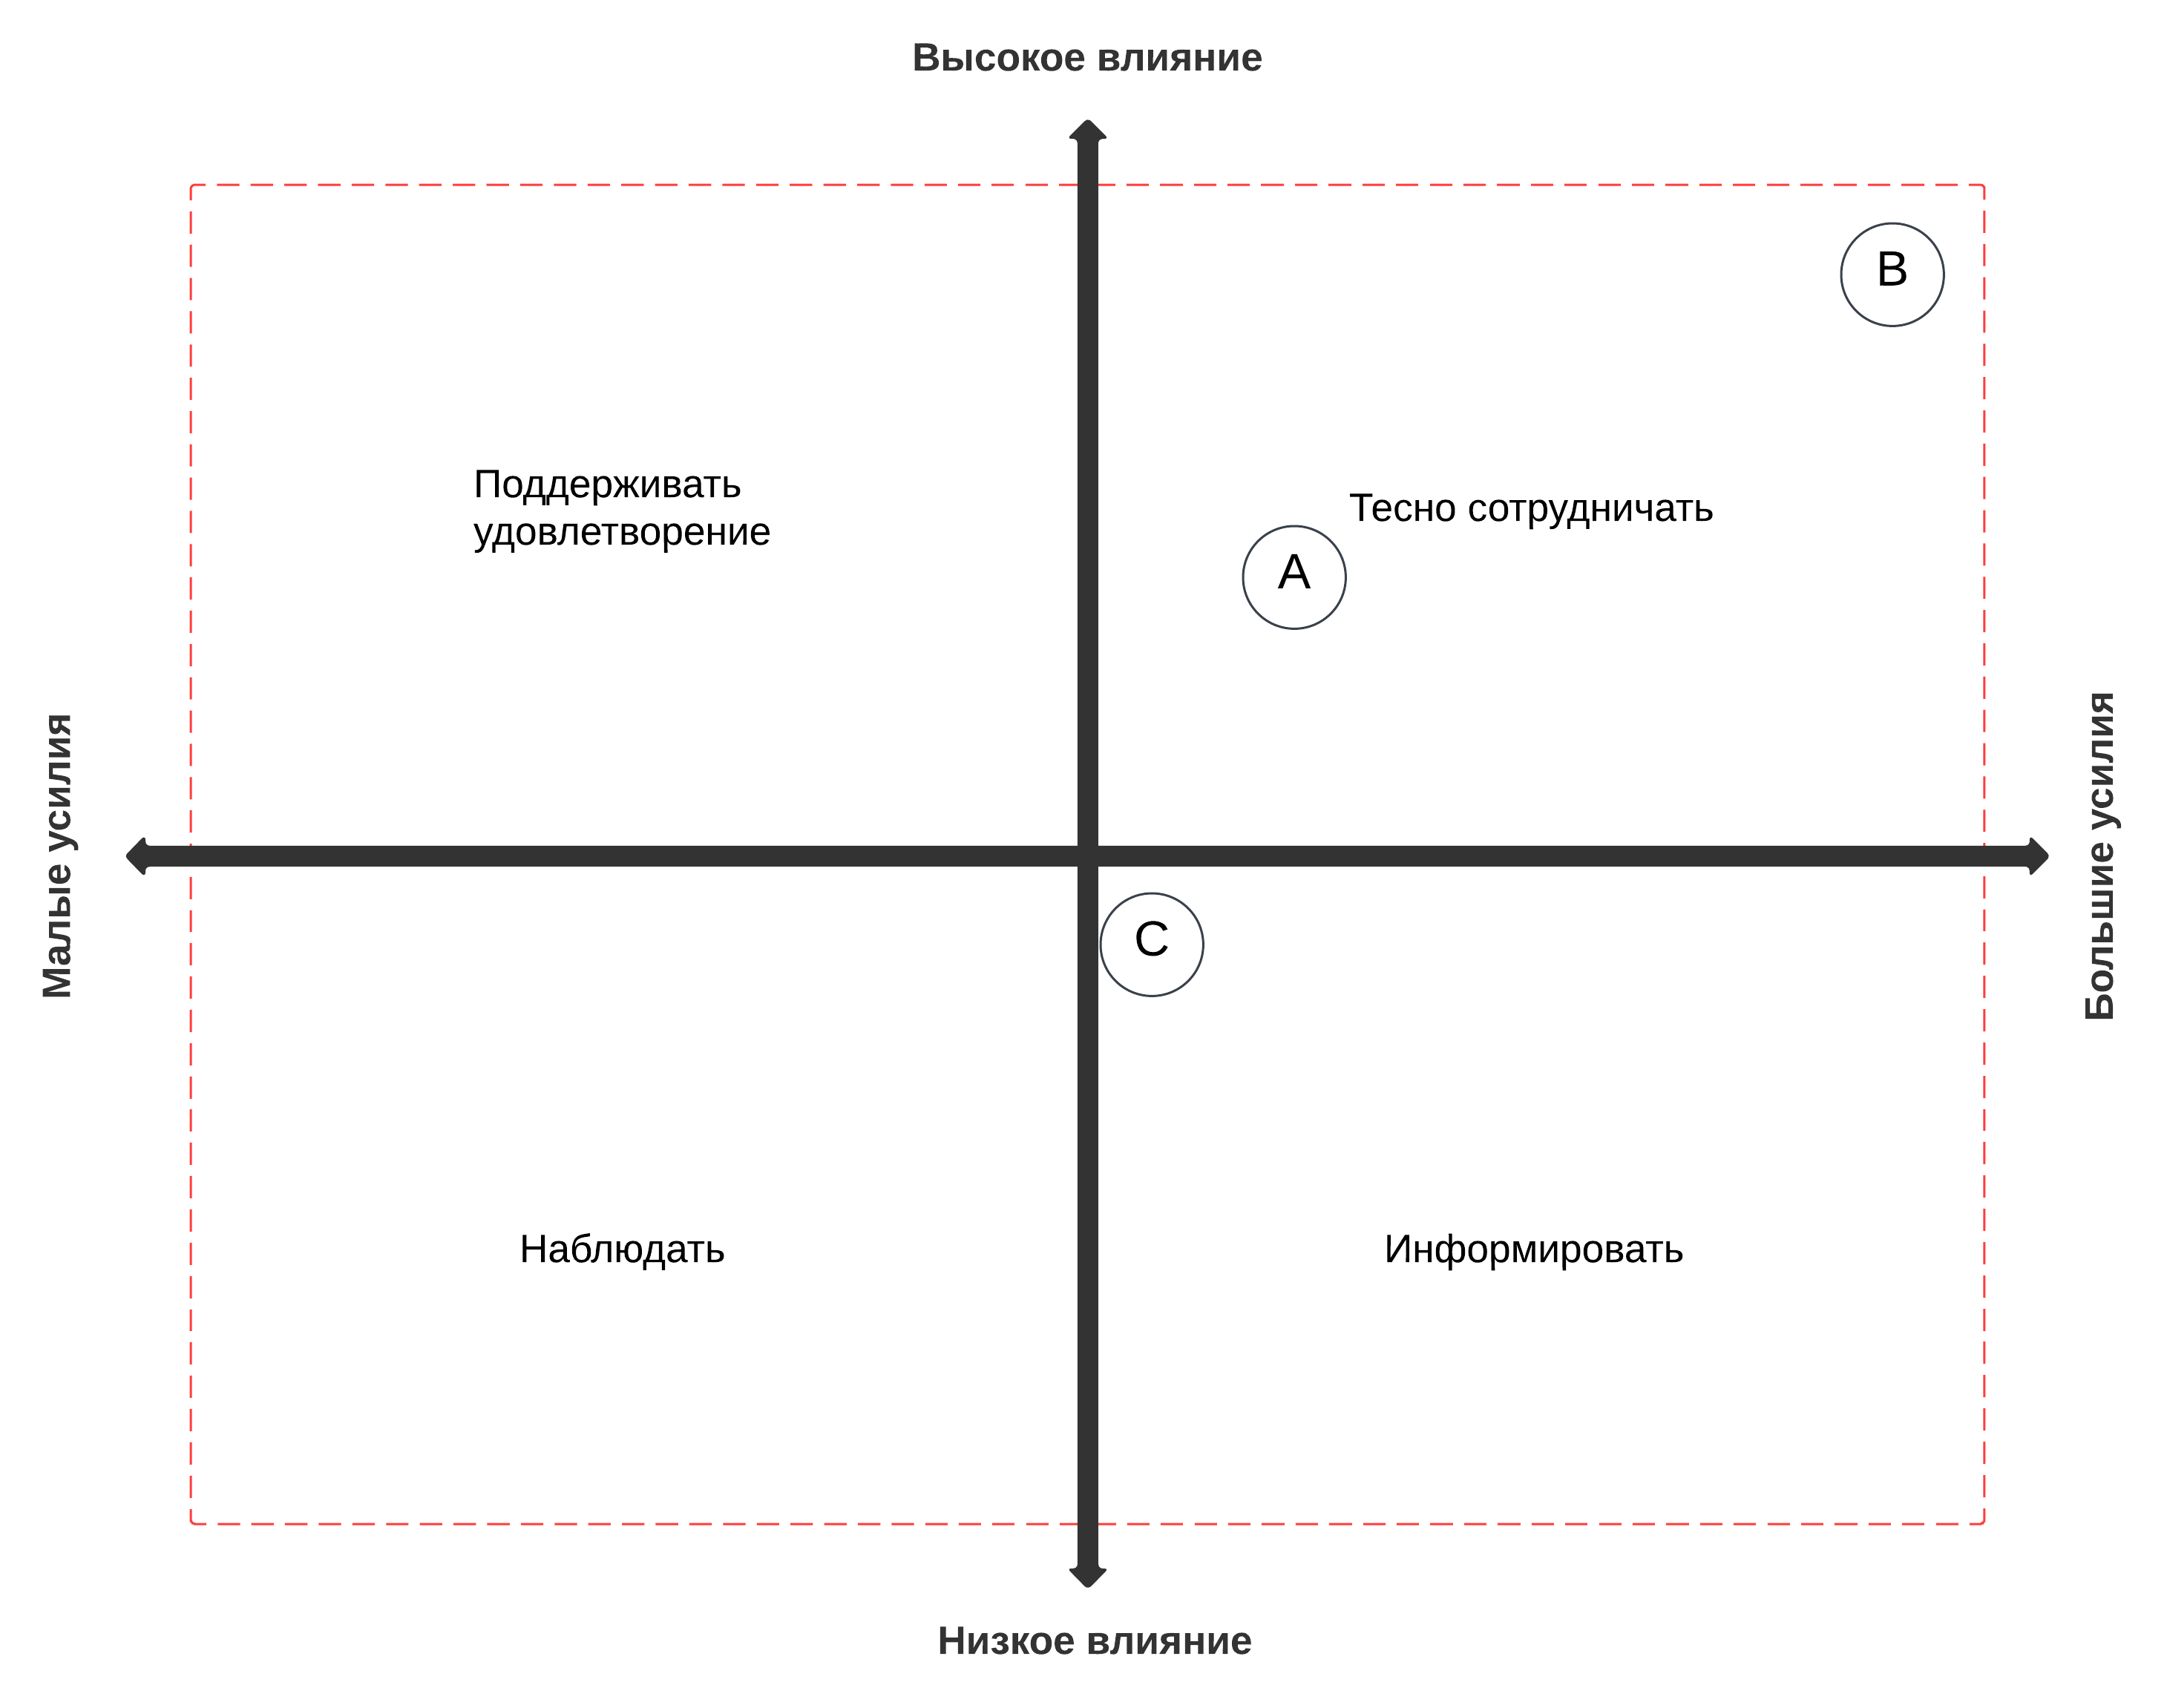 Высокое влияние
B
Поддерживать
удовлетворение
Тесно сотрудничать
A
Малые усилия
Большие усилия
C
Наблюдать
Информировать
Низкое влияние